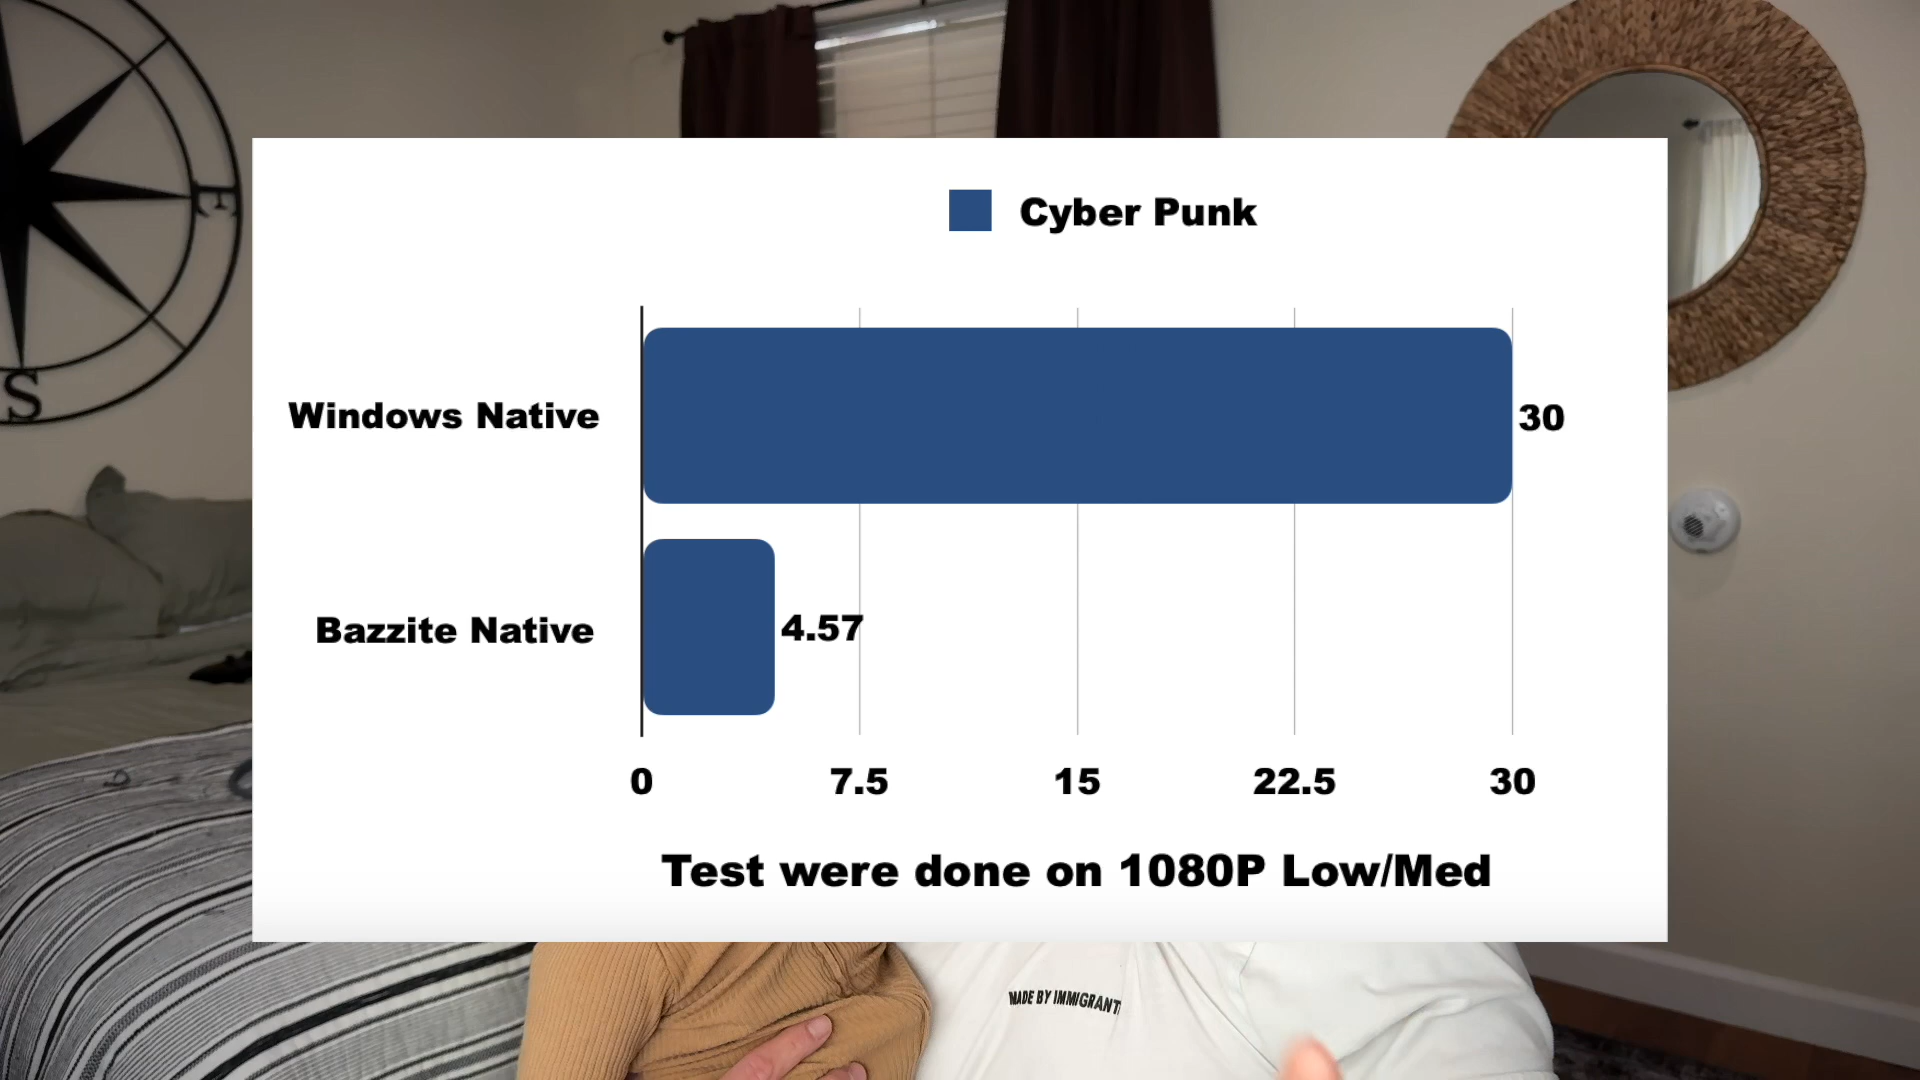 E
S
Cyber Punk
Windows Native
30
Bazzite Native
4.57
0 7.5 15 22.5 30
Test were done on 1080P Low/Med
MADE BY IMMIGRANT